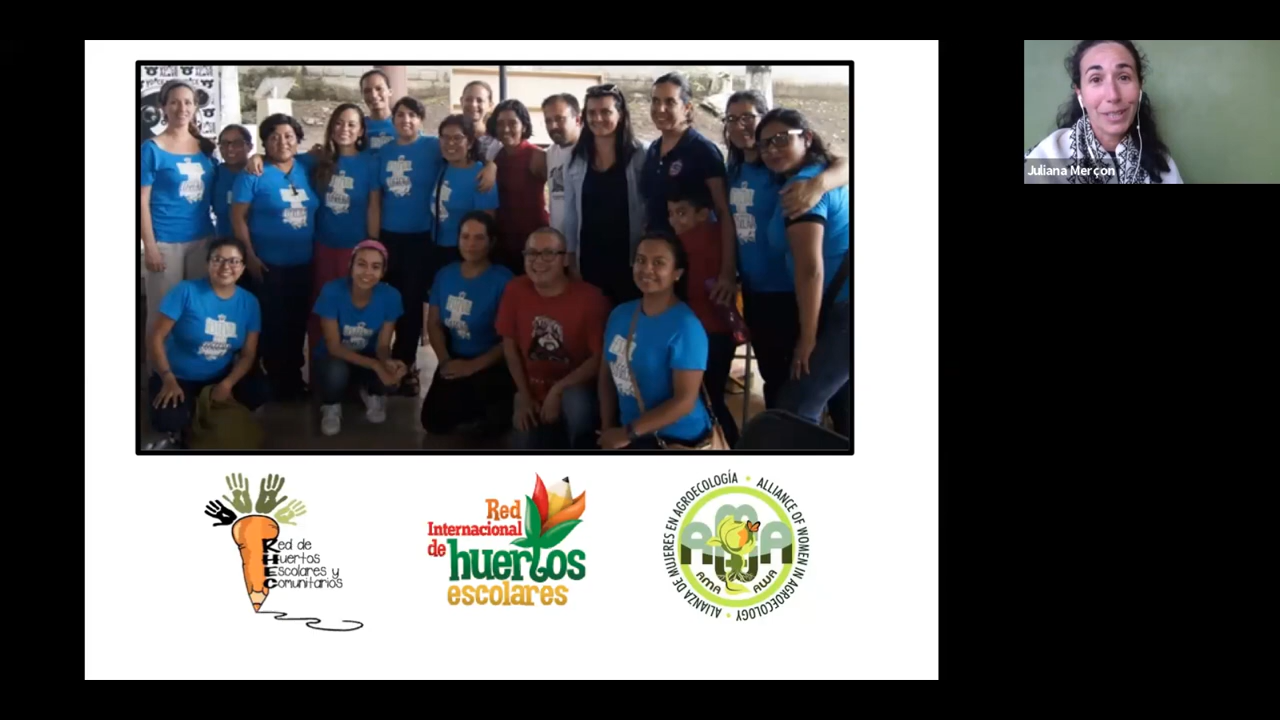 Juliana Merçon
Red de
Huertos
Escolares y
Comunitarios
Red
Internacional
de huertos
escolares
ALIANZA DE MUJERES EN AGROECOLOGÍA • ALLIANCE OF WOMEN IN AGROECOLOGY •
AMA
AMA AWA